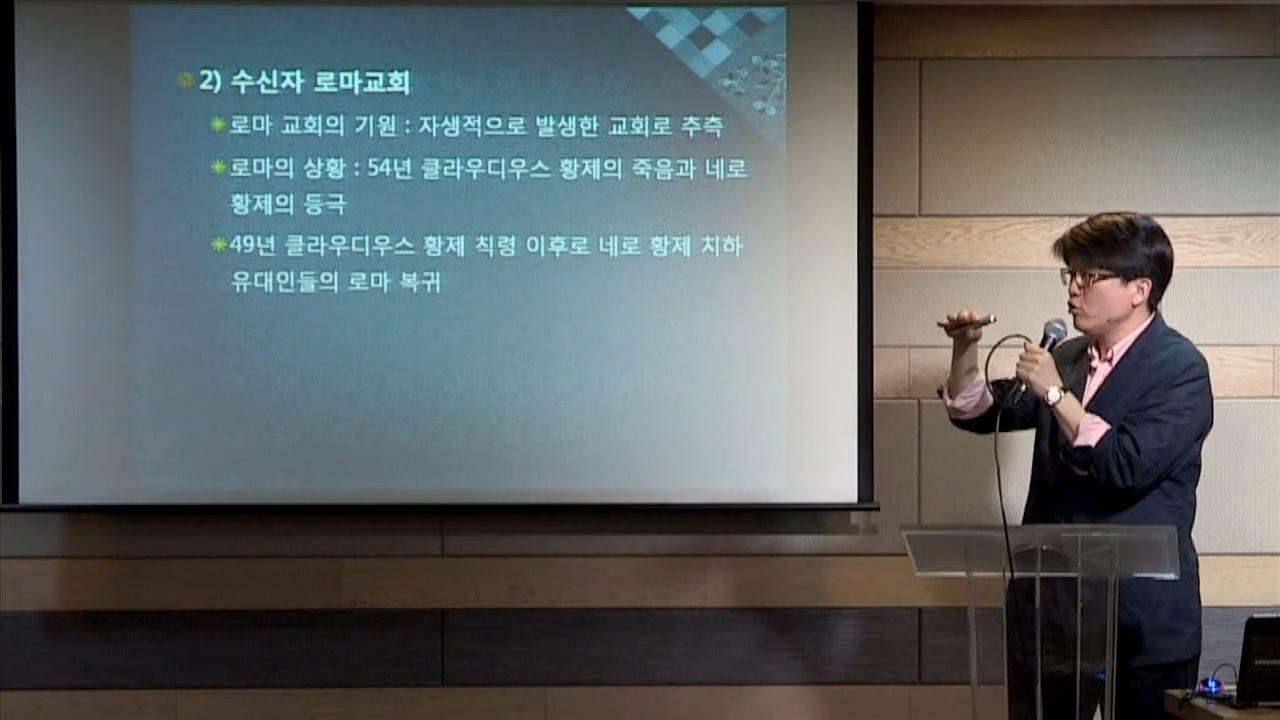 2) 수신자 로마교회
로마 교회의 기원 : 자생적으로 발생한 교회로 추측
로마의 상황 : 54년 클라우디우스 황제의 죽음과 네로
황제의 등극
49년 클라우디우스 황제 칙령 이후로 네로 황제 치하
유대인들의 로마 복귀